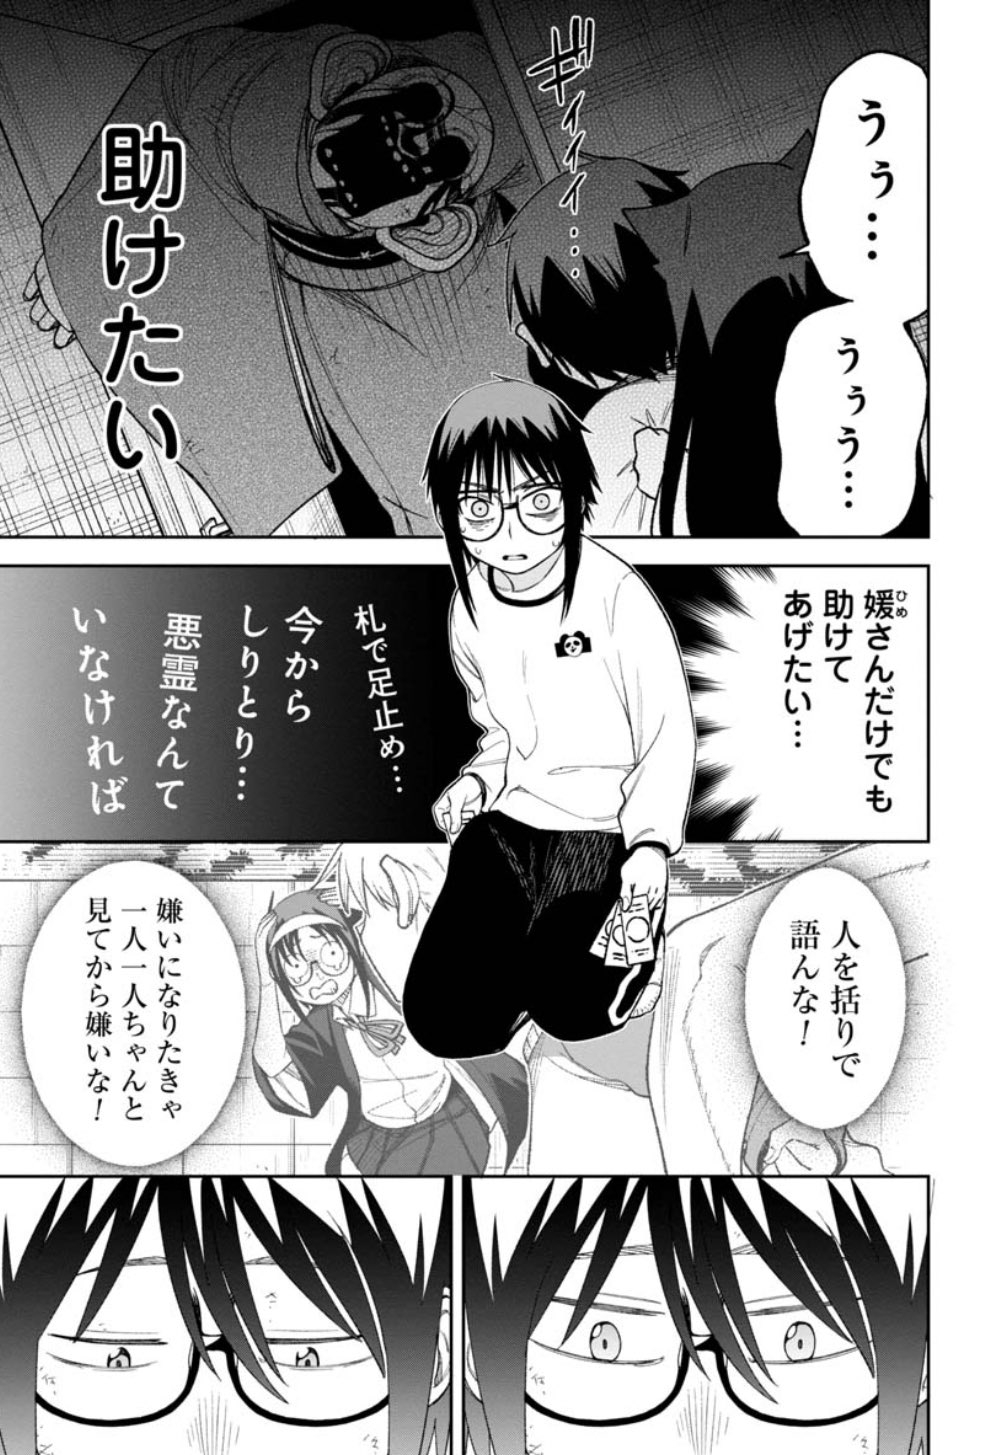 うぅ…
うぅぅ…
ギィィィ…
助けたい
媛さんだけでも
助けて
あげたい…
札で足止め…
今から
しりとり…
悪霊なんて
いなければ
人を括りで
語んな！
嫌いになりたきゃ
一人一人ちゃんと
見てから嫌いな！